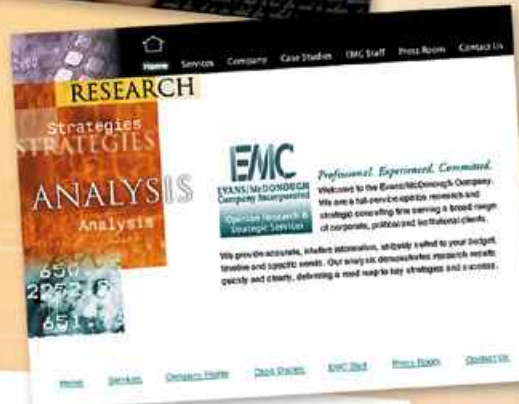 Home Services Company Case Studies EMC Staff Press Room Contact Us
RESEARCH
Strategies
STRATEGIES
ANALYSIS
Analysis
EMC
EVANS/McDONOUGH
Company Incorporated
Opinion Research &
Strategic Services
Professional. Experienced. Committed.
Welcome to the Evans/McDonough Company.
We are a full-service opinion research and
strategic consulting firm serving a broad range
of corporate, political and institutional clients.
We provide accurate, intuitive information, uniquely suited to your budget,
timeline and specific needs. Our analysis demonstrates research results
quickly and clearly, delivering a road map to key strategies and success.
Home Services Company Home Case Studies EMC Staff Press Room Contact Us